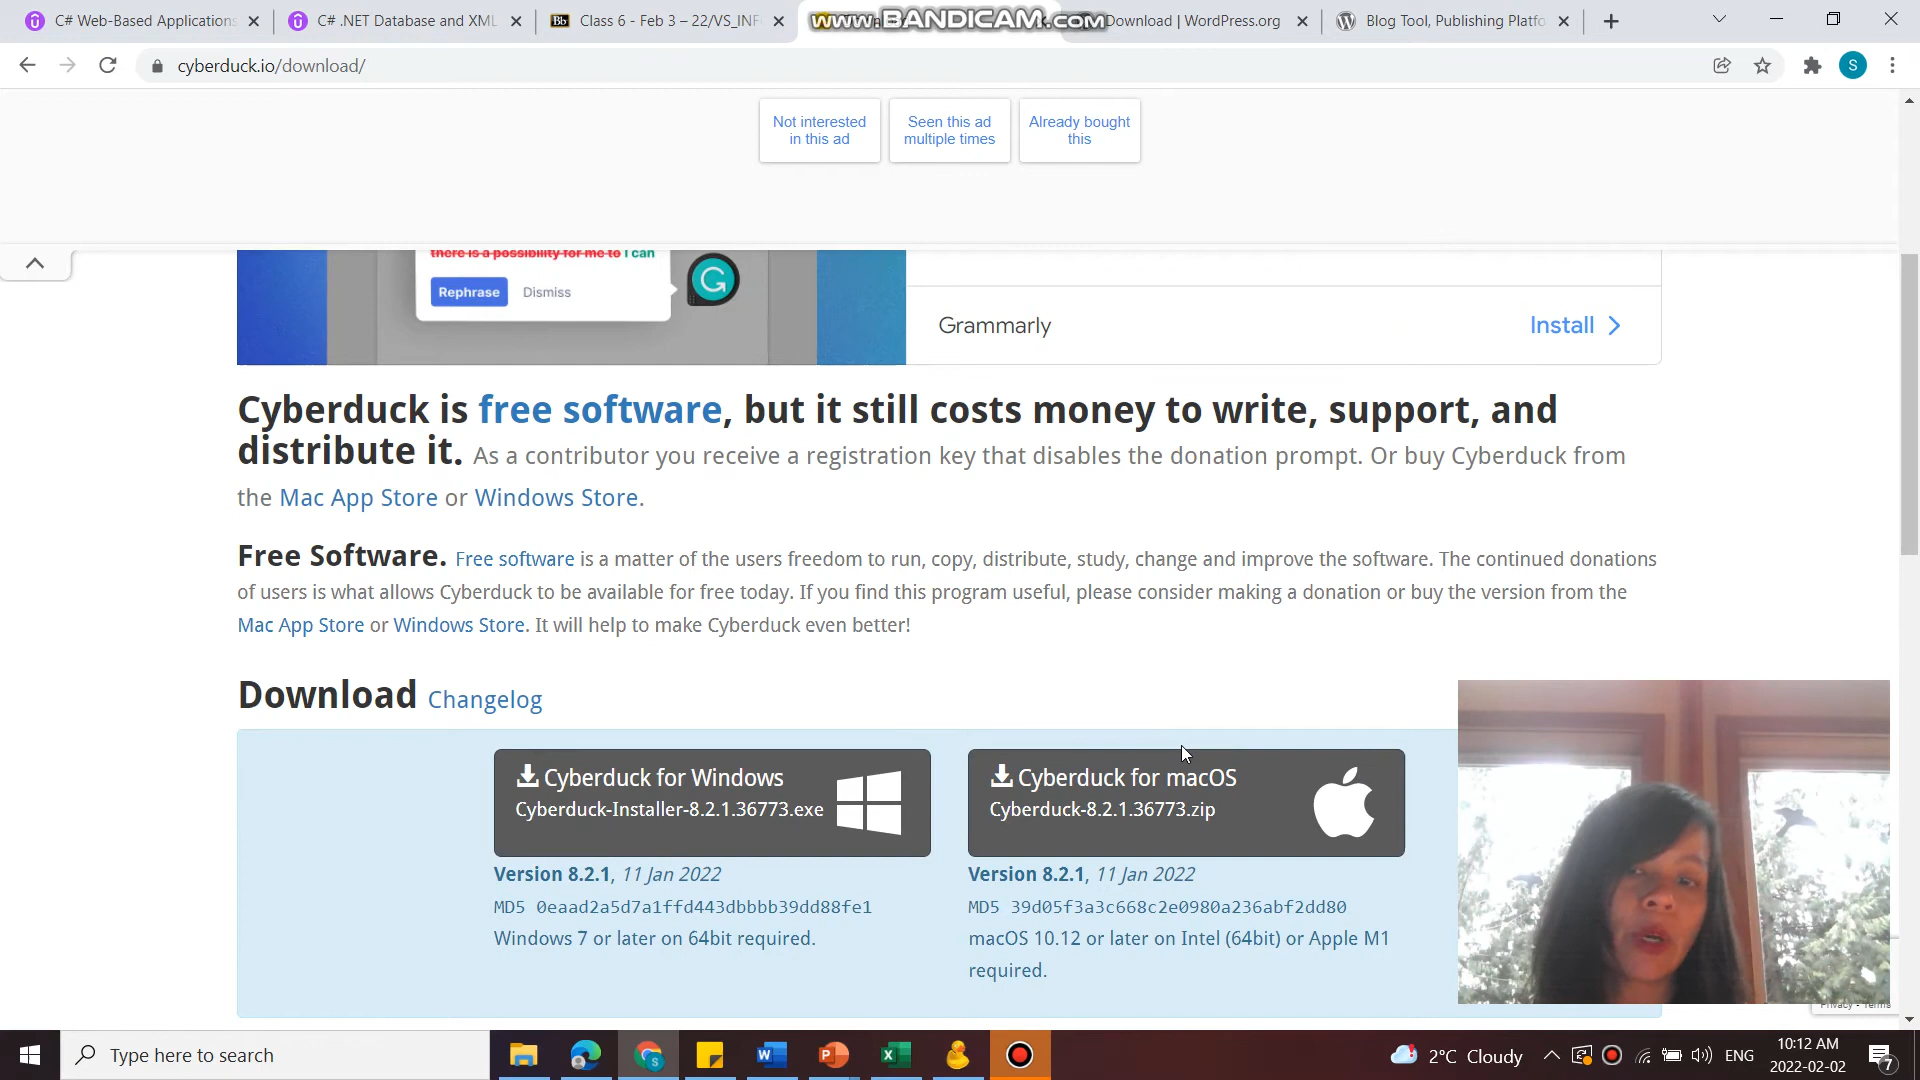 C# Web-Based Applications
C# .NET Database and XML
Class 6 - Feb 3 – 22/VS_INF
www.BANDICAM.com
Download | WordPress.org
Blog Tool, Publishing Platfo
cyberduck.io/download/
S
Not interested
in this ad
Seen this ad
multiple times
Already bought
this
there is a possibility for me to I can
Rephrase
Dismiss
Grammarly
Install
Cyberduck is free software, but it still costs money to write, support, and
distribute it. As a contributor you receive a registration key that disables the donation prompt. Or buy Cyberduck from
the Mac App Store or Windows Store.
Free Software. Free software is a matter of the users freedom to run, copy, distribute, study, change and improve the software. The continued donations
of users is what allows Cyberduck to be available for free today. If you find this program useful, please consider making a donation or buy the version from the
Mac App Store or Windows Store. It will help to make Cyberduck even better!
Download Changelog
Cyberduck for Windows
Cyberduck-Installer-8.2.1.36773.exe
Version 8.2.1, 11 Jan 2022
MD5 0eaad2a5d7a1ffd443dbbbb39dd88fe1
Windows 7 or later on 64bit required.
Cyberduck for macOS
Cyberduck-8.2.1.36773.zip
Version 8.2.1, 11 Jan 2022
MD5 39d05f3a3c668c2e0980a236abf2dd80
macOS 10.12 or later on Intel (64bit) or Apple M1
required.
Privacy - Terms
Type here to search
2°C Cloudy
ENG
10:12 AM
2022-02-02
7